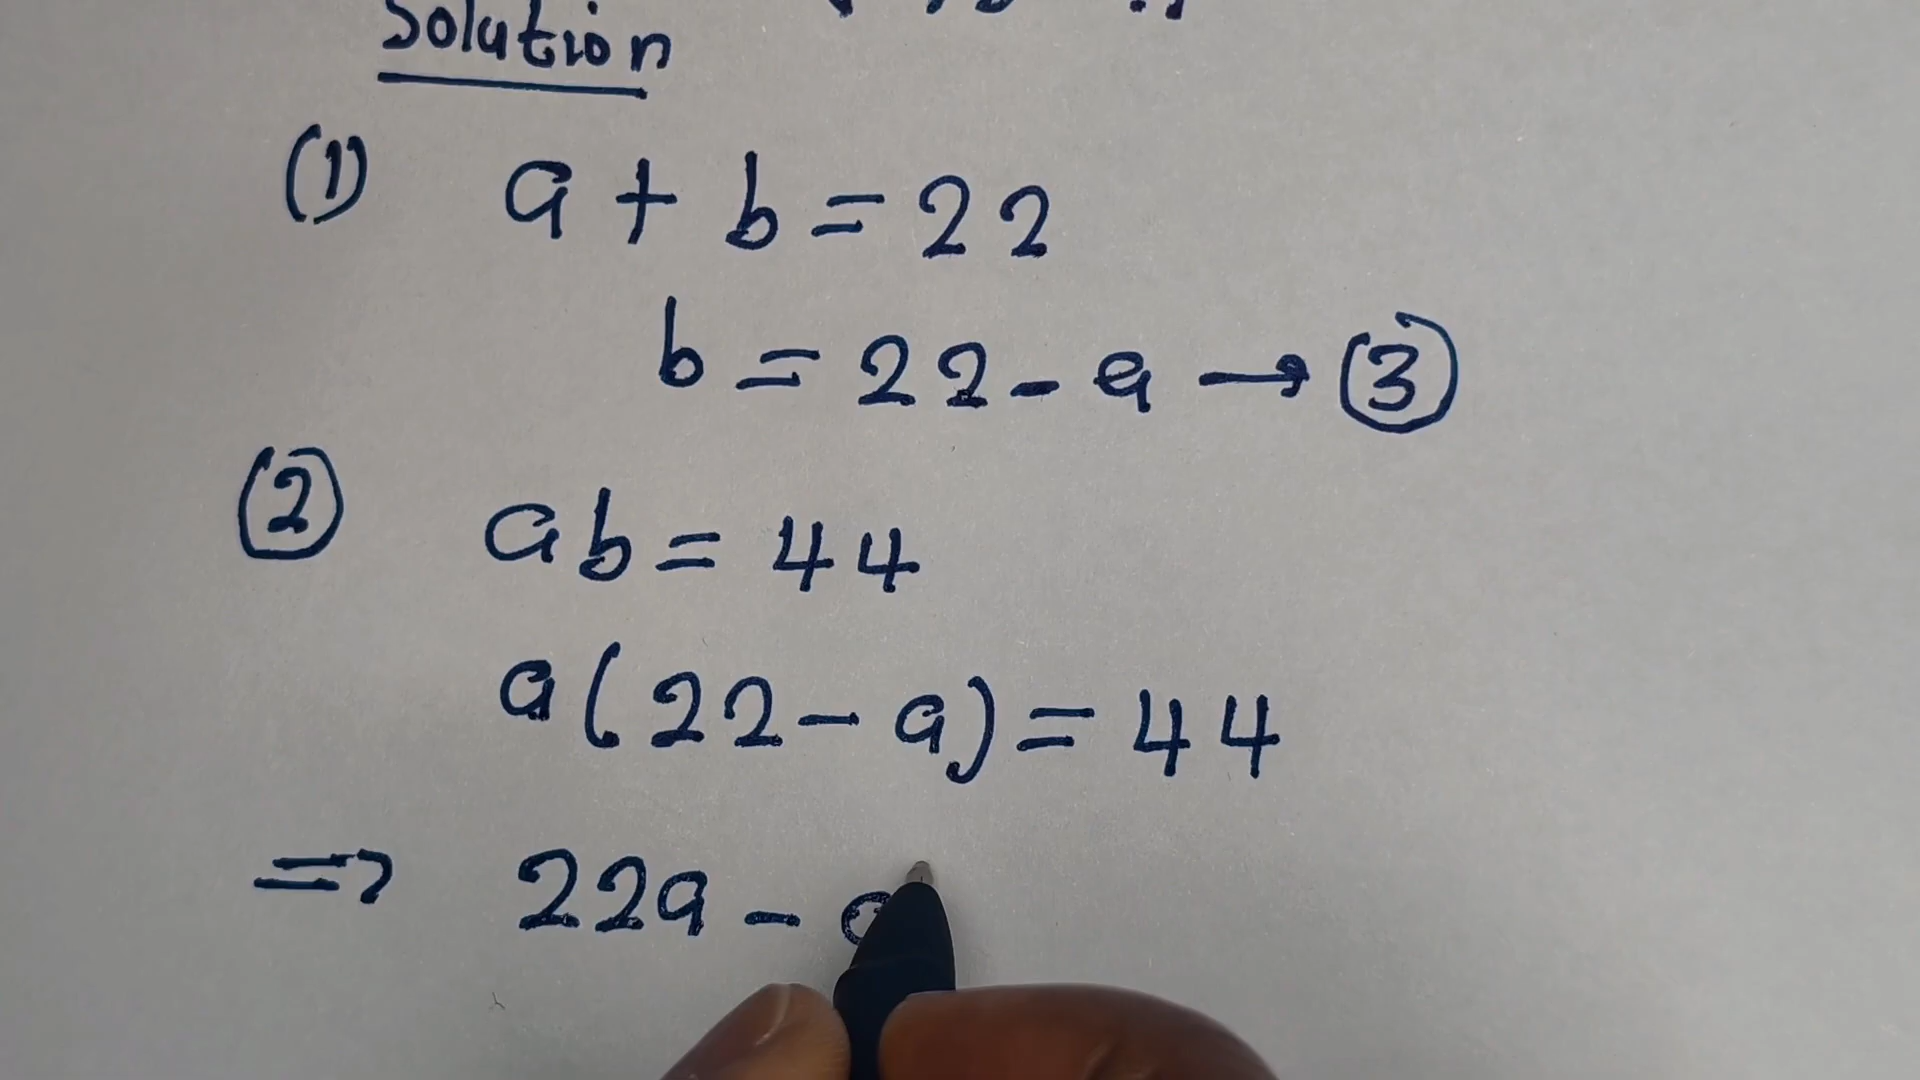 Solution
(1) a + b = 22
b = 22 - a → ③
② ab = 44
a(22 - a) = 44
=> 22a -